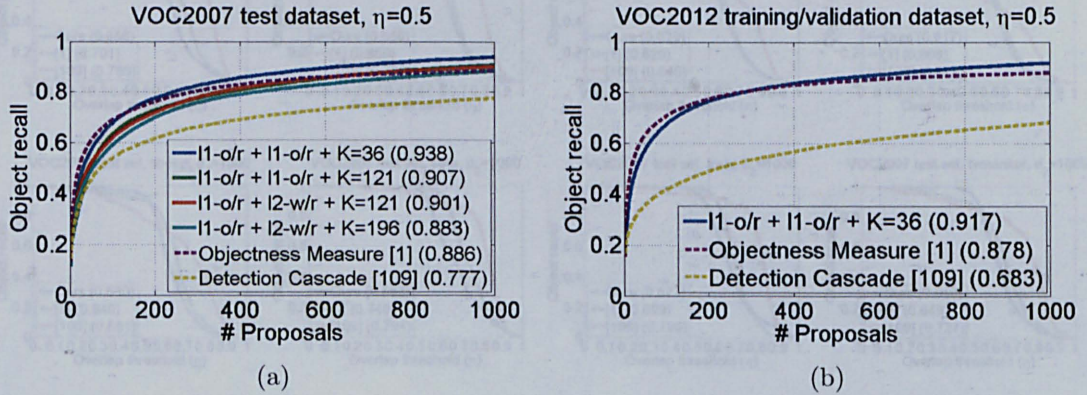 VOC2007 test dataset, η=0.5
Object recall
1
0.8
0.6
0.4
0.2
0
0 200 400 600 800 1000
# Proposals
l1-o/r + l1-o/r + K=36 (0.938)
l1-o/r + l1-o/r + K=121 (0.907)
l1-o/r + l2-w/r + K=121 (0.901)
l1-o/r + l2-w/r + K=196 (0.883)
Objectness Measure [1] (0.886)
Detection Cascade [109] (0.777)
(a)
VOC2012 training/validation dataset, η=0.5
Object recall
1
0.8
0.6
0.4
0.2
0
0 200 400 600 800 1000
# Proposals
l1-o/r + l1-o/r + K=36 (0.917)
Objectness Measure [1] (0.878)
Detection Cascade [109] (0.683)
(b)